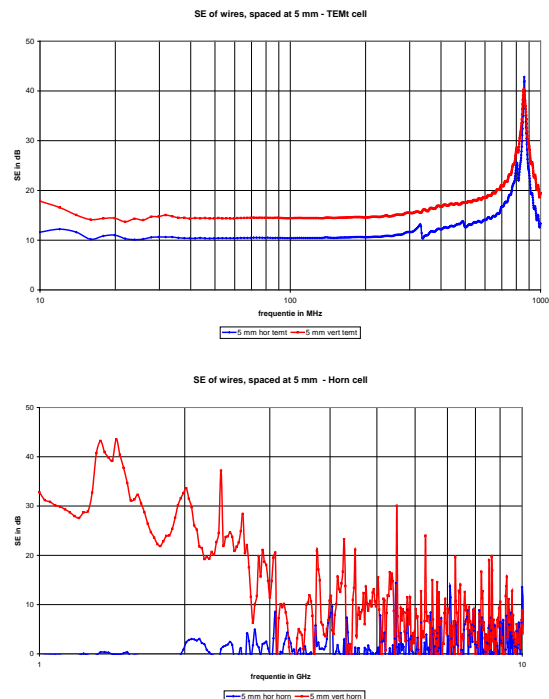 SE of wires, spaced at 5 mm - TEMt cell
50
40
30
20
10
0
SE in dB
10 100 1000
frequentie in MHz
5 mm hor temt 5 mm vert temt
SE of wires, spaced at 5 mm - Horn cell
50
40
30
20
10
0
SE in dB
1 10
frequentie in GHz
5 mm hor horn 5 mm vert horn